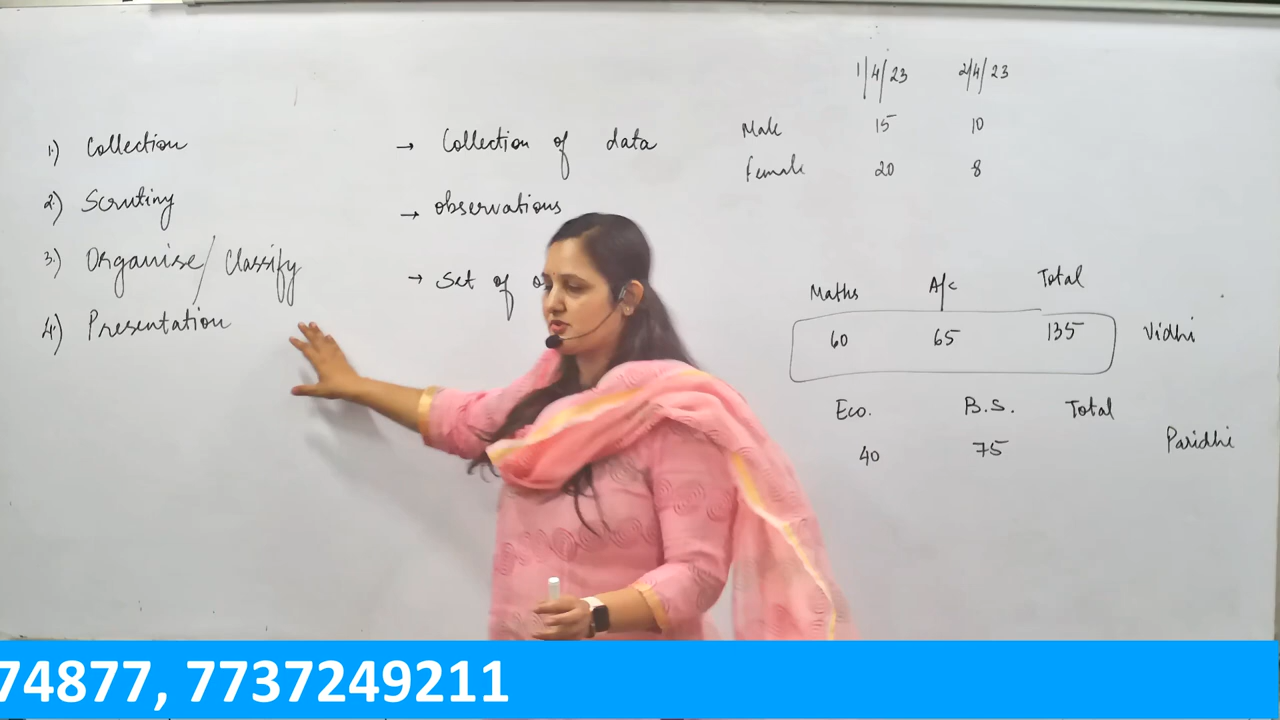 1.) Collection
2.) Scrutiny
3.) Organise/Classify
4.) Presentation
→ Collection of data
→ observations
→ set of
1/4/23 2/4/23
Male 15 10
Female 20 8
Maths A/c Total
60 65 135 Vidhi
Eco. B.S. Total
40 75 Paridhi
74877, 7737249211